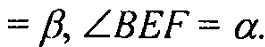 = β, ∠BEF = α.